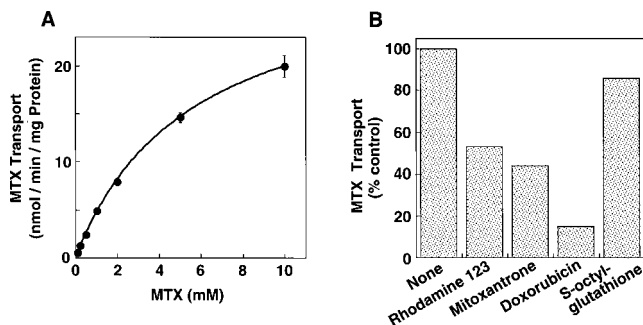 A
MTX Transport
(nmol / min / mg Protein)
20
10
0
0 2 4 6 8 10
MTX (mM)
B
MTX Transport
(% control)
100
80
60
40
20
0
None
Rhodamine 123
Mitoxantrone
Doxorubicin
S-octyl-
glutathione